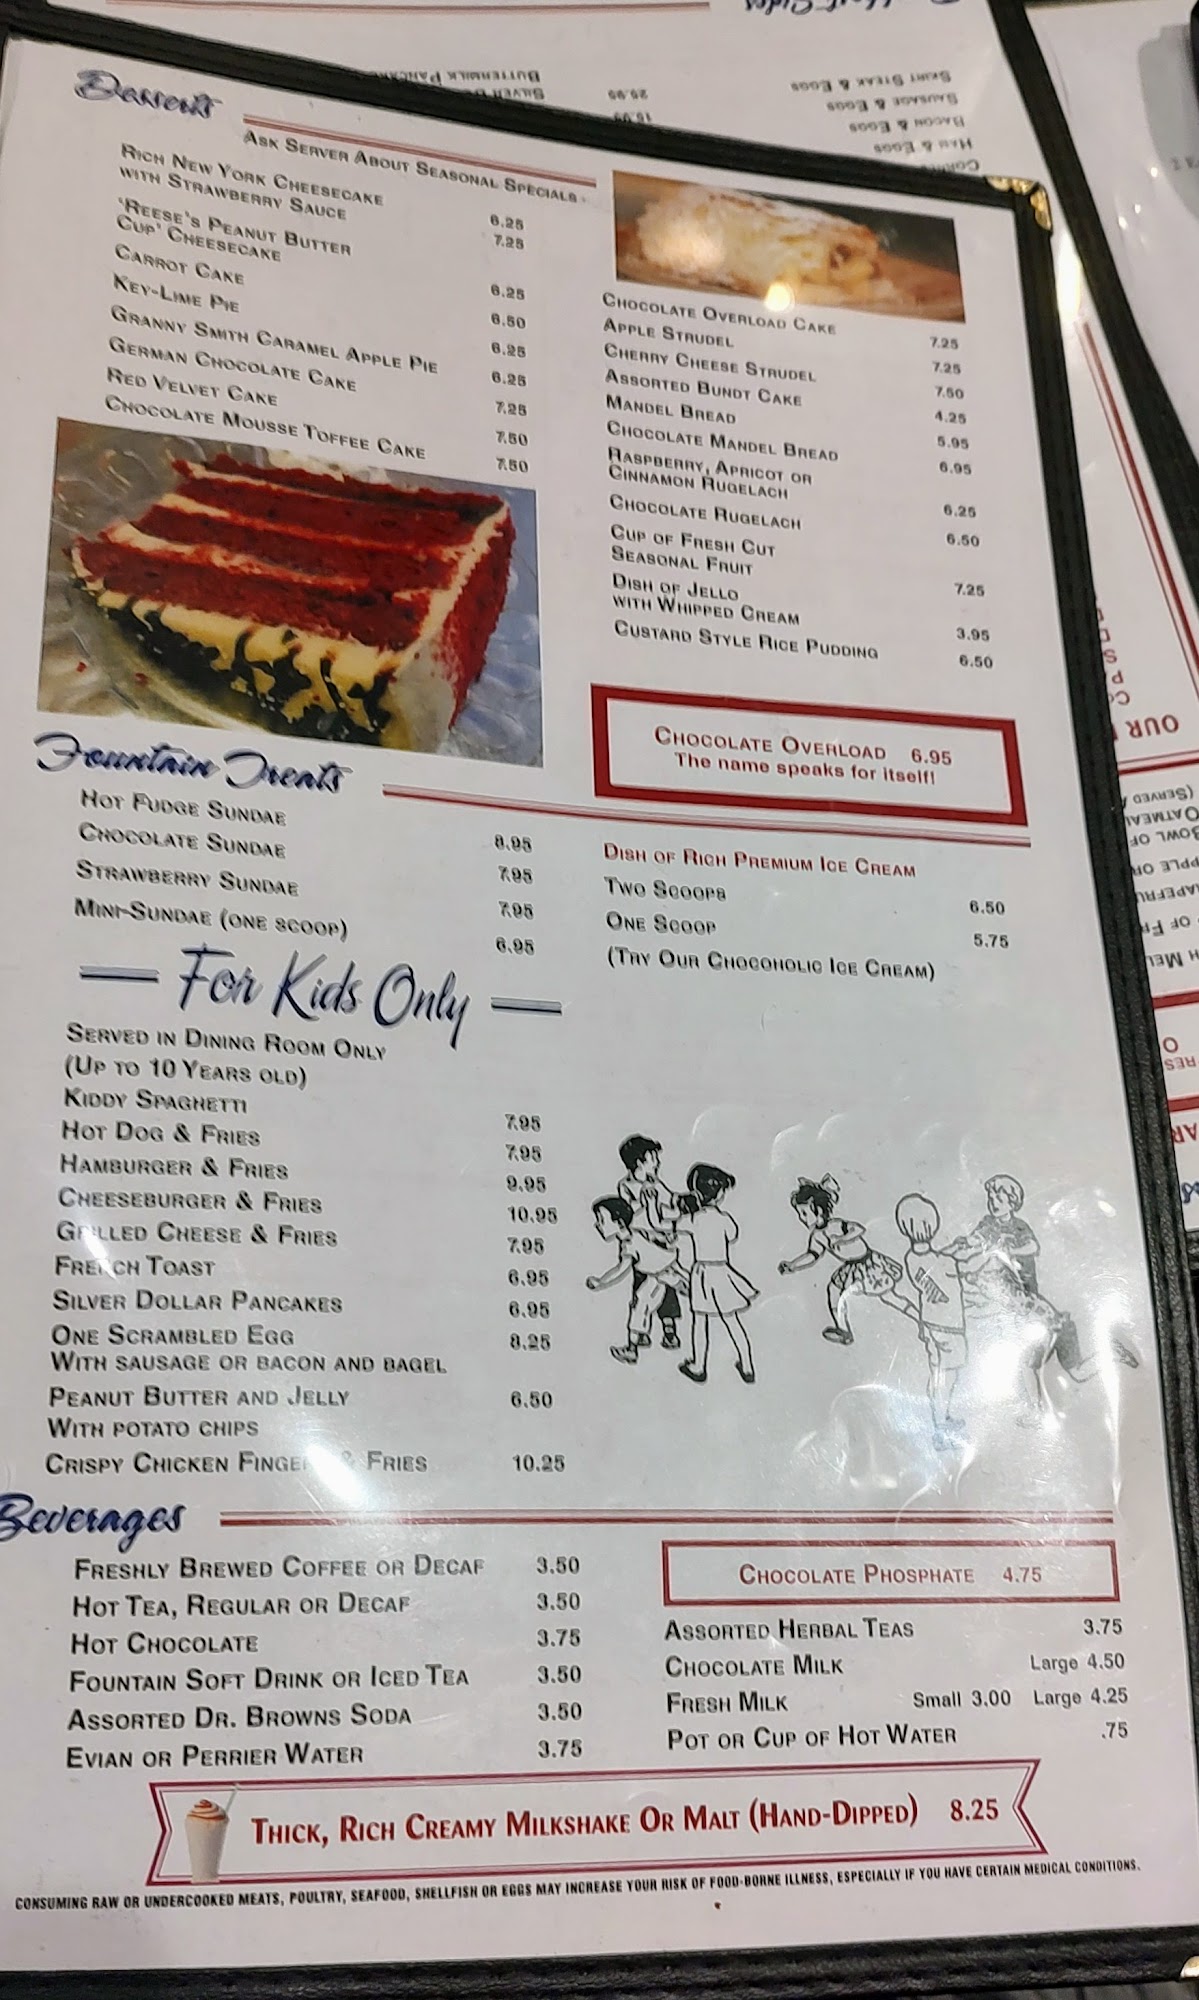 Desserts
Ask Server About Seasonal Specials
Rich New York Cheesecake 6.25
with Strawberry Sauce 7.25
'Reese's Peanut Butter
Cup' Cheesecake 6.25
Carrot Cake 6.50
Key-Lime Pie 6.25
Granny Smith Caramel Apple Pie 6.25
German Chocolate Cake 7.25
Red Velvet Cake 7.50
Chocolate Mousse Toffee Cake 7.50
Chocolate Overload Cake 7.25
Apple Strudel 7.25
Cherry Cheese Strudel 7.50
Assorted Bundt Cake 4.25
Mandel Bread 5.95
Chocolate Mandel Bread 6.95
Raspberry, Apricot or
Cinnamon Rugelach 6.25
Chocolate Rugelach 6.50
Cup of Fresh Cut
Seasonal Fruit 7.25
Dish of Jello
with Whipped Cream 3.95
Custard Style Rice Pudding 6.50
Chocolate Overload 6.95
The name speaks for itself!
Fountain Treats
Hot Fudge Sundae 8.95
Chocolate Sundae 7.95
Strawberry Sundae 7.95
Mini-Sundae (one scoop) 6.95
Dish of Rich Premium Ice Cream
Two Scoops 6.50
One Scoop 5.75
(Try Our Chocoholic Ice Cream)
For Kids Only
Served in Dining Room Only
(Up to 10 Years old)
Kiddy Spaghetti 7.95
Hot Dog & Fries 7.95
Hamburger & Fries 9.95
Cheeseburger & Fries 10.95
Grilled Cheese & Fries 7.95
French Toast 6.95
Silver Dollar Pancakes 6.95
One Scrambled Egg 8.25
With sausage or bacon and bagel
Peanut Butter and Jelly 6.50
With potato chips
Crispy Chicken Fingers & Fries 10.25
Beverages
Freshly Brewed Coffee or Decaf 3.50
Hot Tea, Regular or Decaf 3.50
Hot Chocolate 3.75
Fountain Soft Drink or Iced Tea 3.50
Assorted Dr. Browns Soda 3.50
Evian or Perrier Water 3.75
Chocolate Phosphate 4.75
Assorted Herbal Teas 3.75
Chocolate Milk Large 4.50
Fresh Milk Small 3.00 Large 4.25
Pot or Cup of Hot Water .75
Thick, Rich Creamy Milkshake Or Malt (Hand-Dipped) 8.25
CONSUMING RAW OR UNDERCOOKED MEATS, POULTRY, SEAFOOD, SHELLFISH OR EGGS MAY INCREASE YOUR RISK OF FOOD-BORNE ILLNESS, ESPECIALLY IF YOU HAVE CERTAIN MEDICAL CONDITIONS.
Skirt Steak & Eggs
Sausage & Eggs
Bacon & Eggs
Ham & Eggs